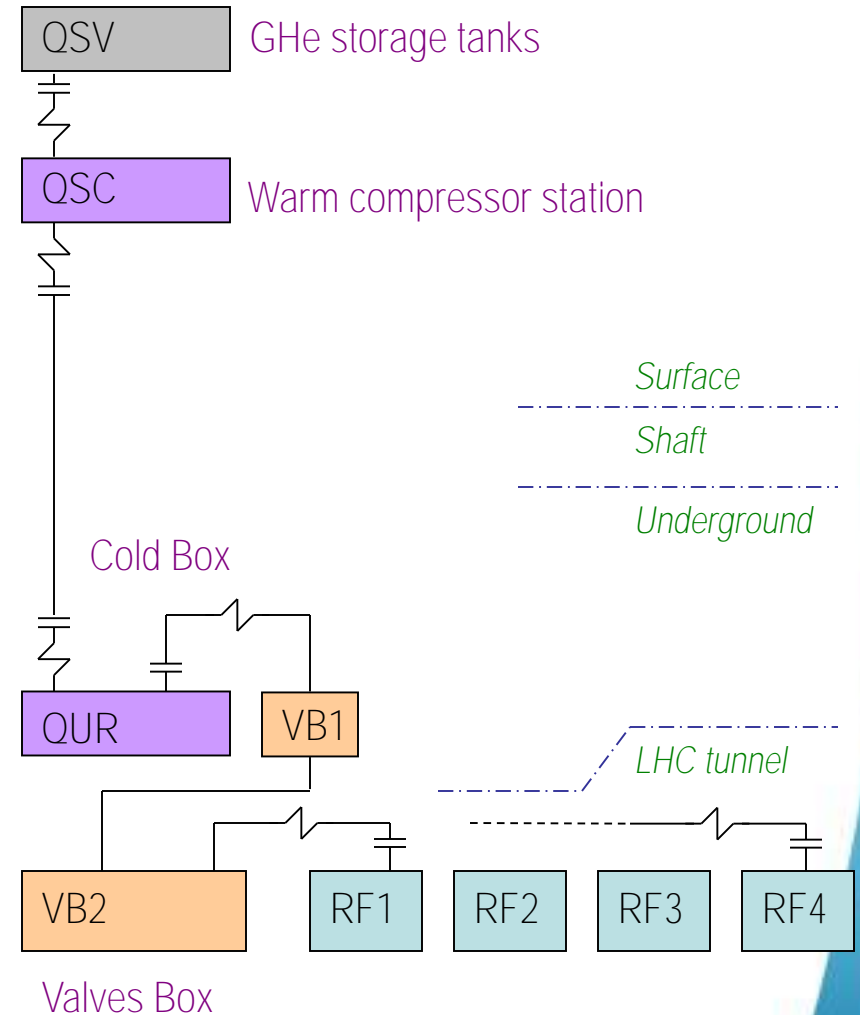 QSV
GHe storage tanks
QSC
Warm compressor station
Surface
Shaft
Underground
Cold Box
QUR
VB1
LHC tunnel
VB2
RF1
RF2
RF3
RF4
Valves Box